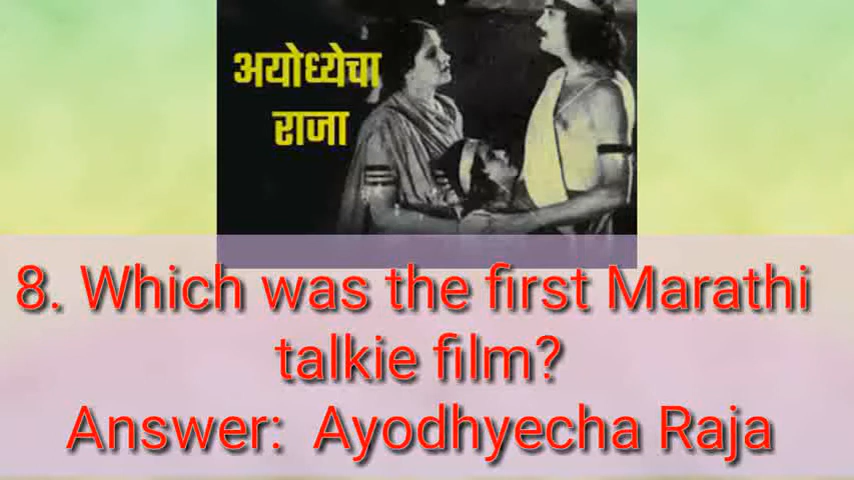 अयोध्येचा
राजा
8. Which was the first Marathi
talkie film?
Answer: Ayodhyecha Raja